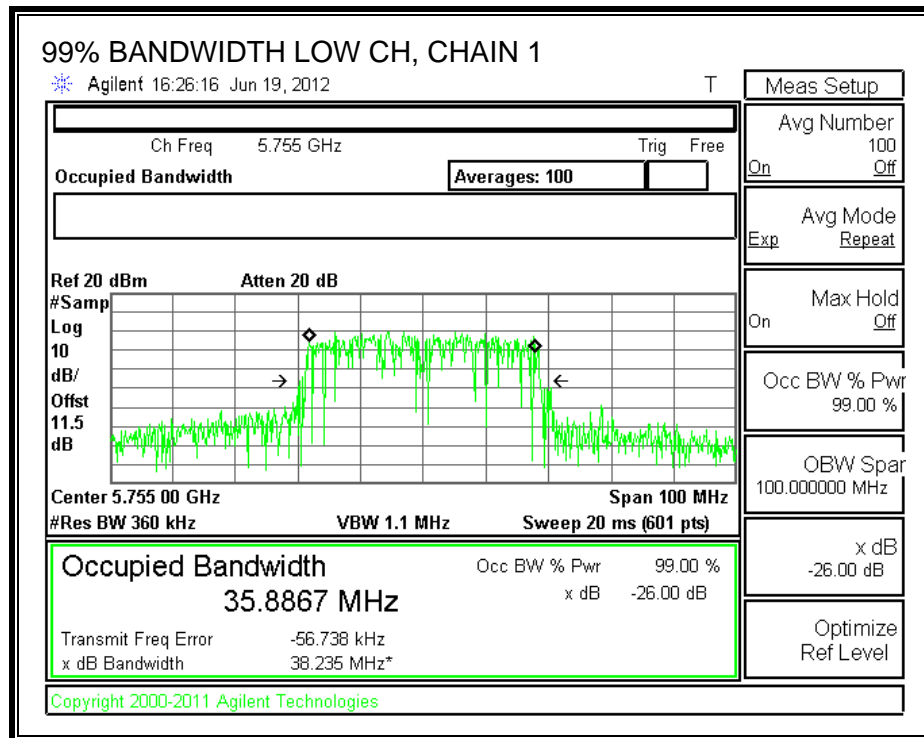 99% BANDWIDTH LOW CH, CHAIN 1
Agilent 16:26:16 Jun 19, 2012 T
Ch Freq 5.755 GHz Trig Free
Occupied Bandwidth Averages: 100
Ref 20 dBm Atten 20 dB
#Samp
Log
10
dB/
Offst
11.5
dB
Center 5.755 00 GHz Span 100 MHz
#Res BW 360 kHz VBW 1.1 MHz Sweep 20 ms (601 pts)
Occupied Bandwidth Occ BW % Pwr 99.00 %
35.8867 MHz x dB -26.00 dB
Transmit Freq Error -56.738 kHz
x dB Bandwidth 38.235 MHz*
Copyright 2000-2011 Agilent Technologies
Meas Setup
Avg Number
100
On Off
Avg Mode
Exp Repeat
Max Hold
On Off
Occ BW % Pwr
99.00 %
OBW Span
100.000000 MHz
x dB
-26.00 dB
Optimize
Ref Level